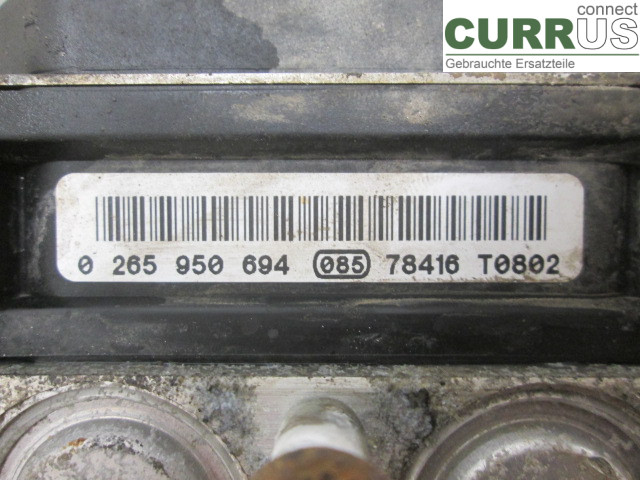 connect
CURRUS
Gebrauchte Ersatzteile
0 265 950 694 085 78416 T0802